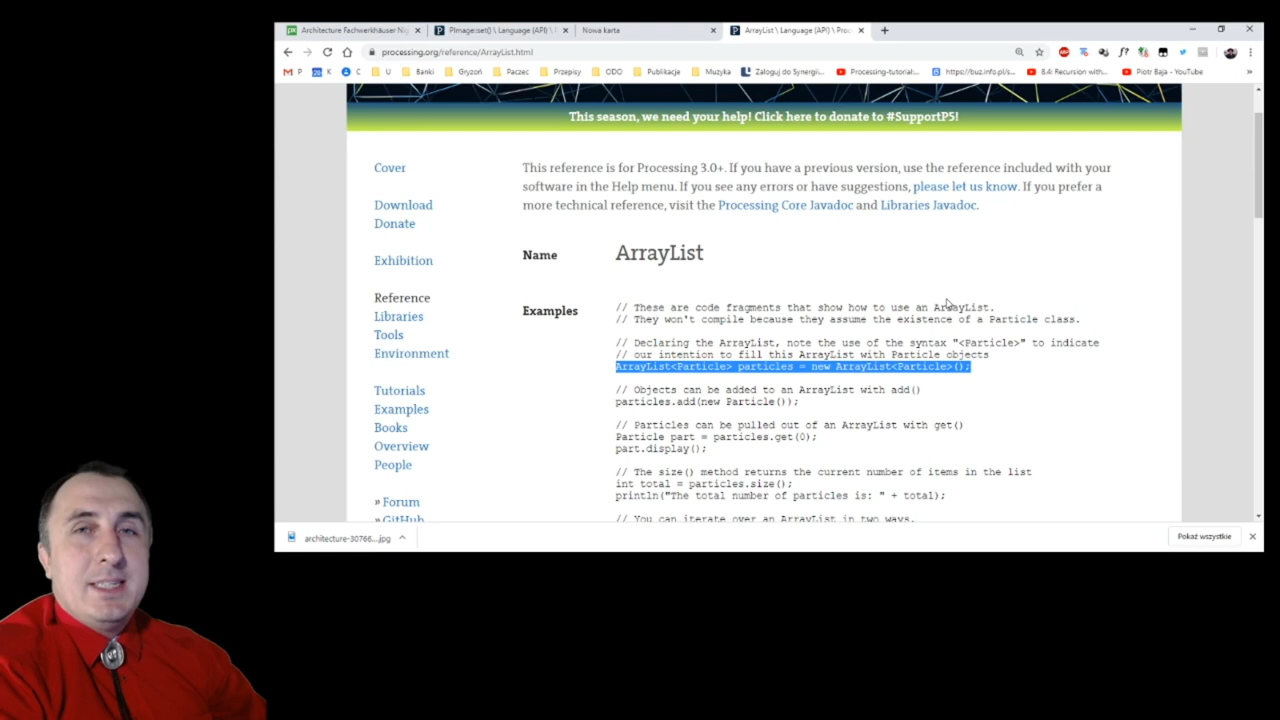 Architecture Fachwerkhäuser Nig
PImage:set() \ Language (API) \
Nowa karta
ArrayList \ Language (API) \ Proc
processing.org/reference/ArrayList.html
P
K
C
U
Banki
Gryzoń
Paczec
Przepisy
ODO
Publikacje
Muzyka
Zaloguj do Synergii...
Processing-tutorial:...
https://buz.info.pl/s...
8.4: Recursion with...
Piotr Baja - YouTube
»
This season, we need your help! Click here to donate to #SupportP5!
Cover
Download
Donate
Exhibition
Reference
Libraries
Tools
Environment
Tutorials
Examples
Books
Overview
People
» Forum
» GitHub
This reference is for Processing 3.0+. If you have a previous version, use the reference included with your
software in the Help menu. If you see any errors or have suggestions, please let us know. If you prefer a
more technical reference, visit the Processing Core Javadoc and Libraries Javadoc.
Name
ArrayList
Examples
// These are code fragments that show how to use an ArrayList.
// They won't compile because they assume the existence of a Particle class.
// Declaring the ArrayList, note the use of the syntax "<Particle>" to indicate
// our intention to fill this ArrayList with Particle objects
ArrayList<Particle> particles = new ArrayList<Particle>();
// Objects can be added to an ArrayList with add()
particles.add(new Particle());
// Particles can be pulled out of an ArrayList with get()
Particle part = particles.get(0);
part.display();
// The size() method returns the current number of items in the list
int total = particles.size();
println("The total number of particles is: " + total);
// You can iterate over an ArrayList in two ways.
architecture-30766....jpg
Pokaż wszystkie